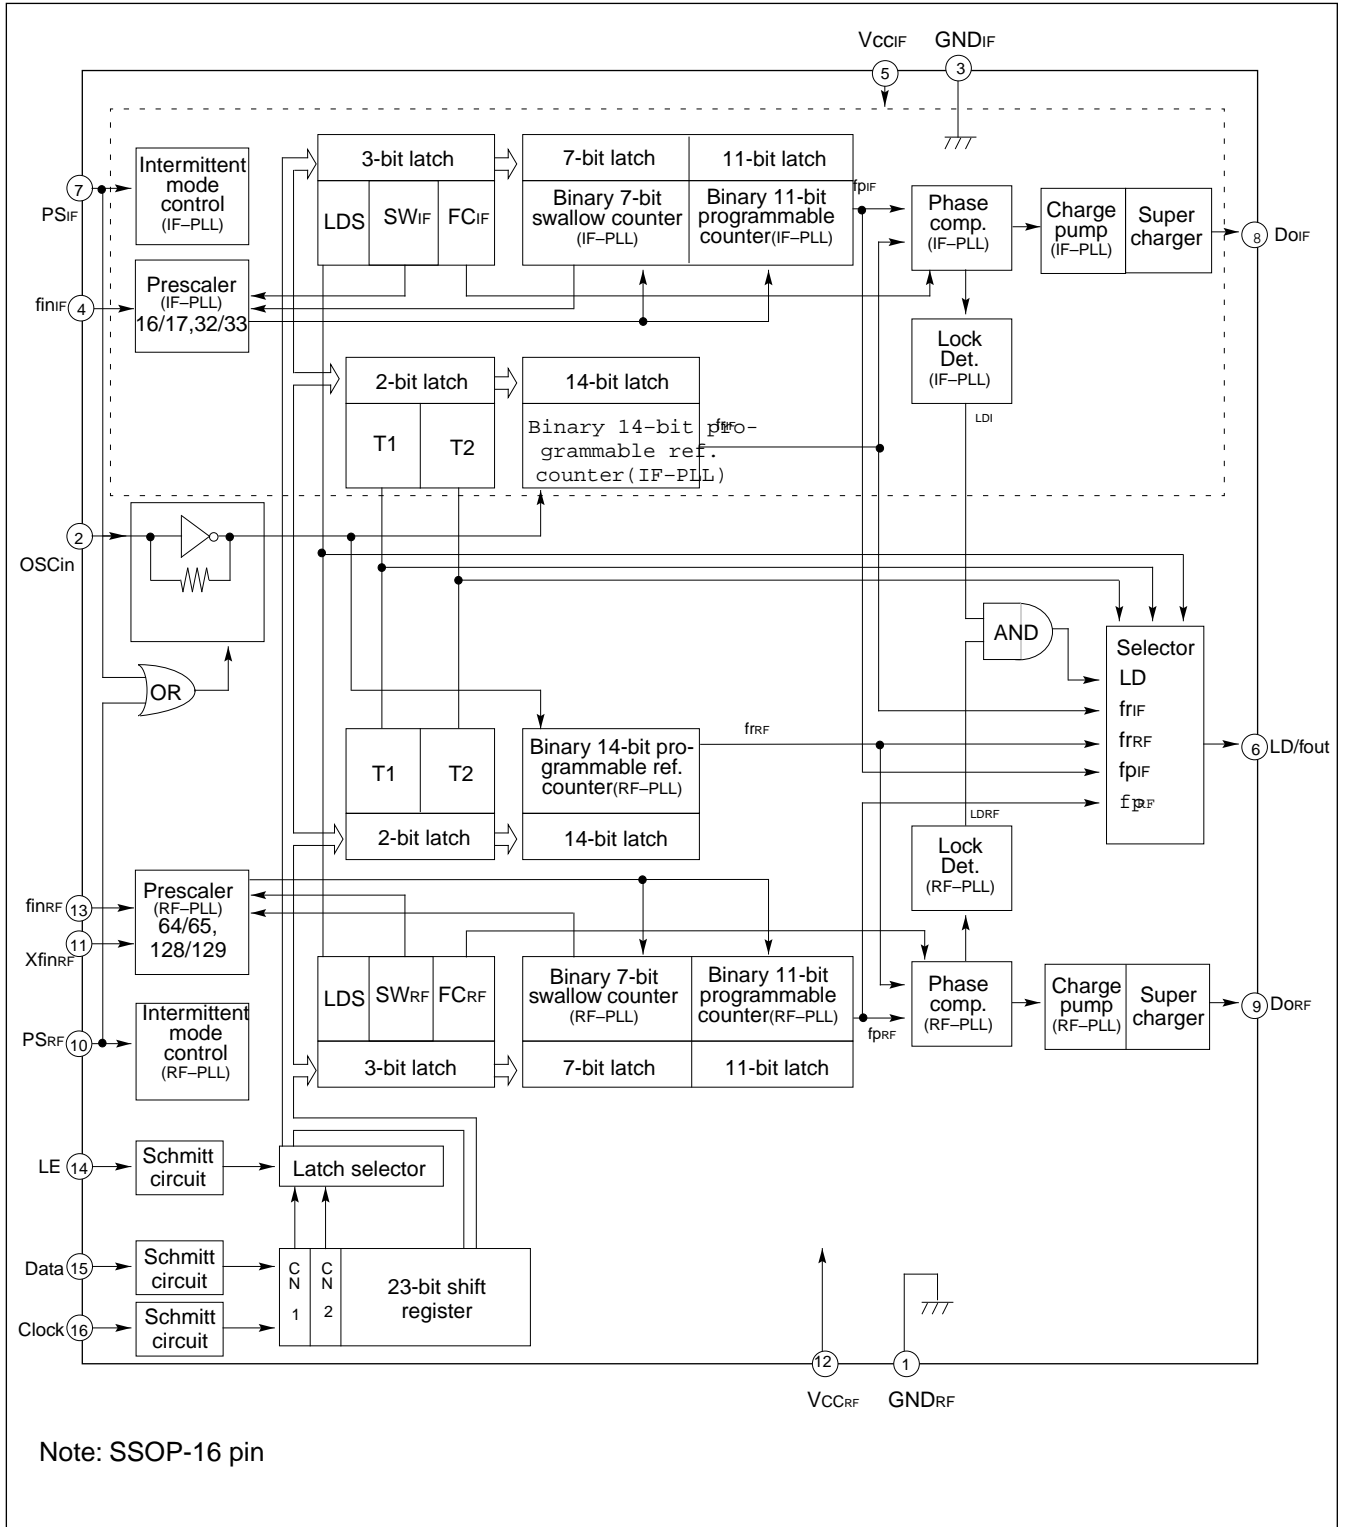 VccIF GNDIF
5 3
Intermittent
mode
control
(IF–PLL)
3-bit latch
LDS SWIF FCIF
7-bit latch 11-bit latch
Binary 7-bit
swallow counter
(IF–PLL)
Binary 11-bit
programmable
counter(IF–PLL)
fpIF
Phase
comp.
(IF–PLL)
Charge
pump
(IF–PLL)
Super
charger
7
PSIF
8 DoIF
finIF 4
Prescaler
(IF–PLL)
16/17,32/33
Lock
Det.
(IF–PLL)
LDI
2-bit latch
T1 T2
14-bit latch
Binary 14-bit pro-
grammable ref.
counter(IF-PLL)
frIF
2
OSCin
OR
AND
Selector
LD
frIF
frRF
fpIF
fpRF
6 LD/fout
T1 T2
2-bit latch
Binary 14-bit pro-
grammable ref.
counter(RF–PLL)
14-bit latch
frRF
LDRF
Lock
Det.
(RF–PLL)
finRF 13
11
XfinRF
Prescaler
(RF–PLL)
64/65,
128/129
LDS SWRF FCRF
3-bit latch
Binary 7-bit
swallow counter
(RF–PLL)
Binary 11-bit
programmable
counter(RF–PLL)
7-bit latch 11-bit latch
fpRF
Phase
comp.
(RF–PLL)
Charge
pump
(RF–PLL)
Super
charger
9 DoRF
PSRF 10
Intermittent
mode
control
(RF–PLL)
LE 14
Schmitt
circuit
Latch selector
Data 15
Schmitt
circuit
C
N
1
C
N
2
23-bit shift
register
Clock 16
Schmitt
circuit
12 1
VCCRF GNDRF
Note: SSOP-16 pin